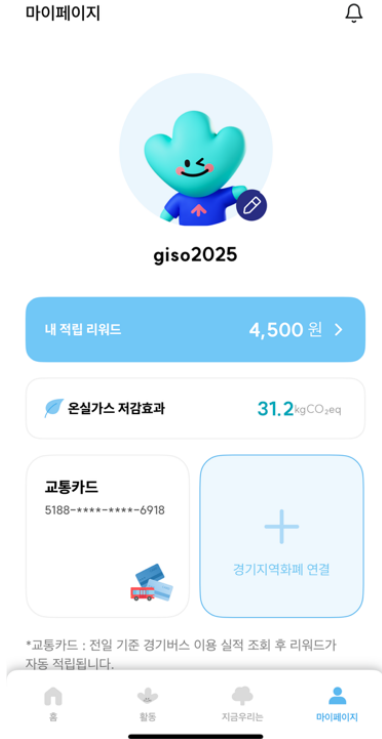 마이페이지
giso2025
내 적립 리워드 4,500 원
온실가스 저감효과 31.2kgCO₂eq
교통카드
5188-****-****-6918
경기지역화폐 연결
*교통카드 : 전일 기준 경기버스 이용 실적 조회 후 리워드가
자동 적립됩니다.
홈 활동 지금우리는 마이페이지